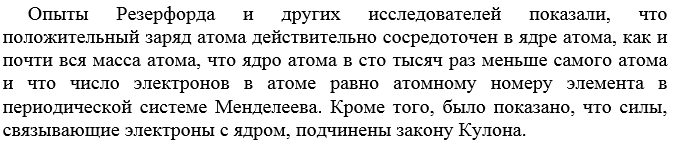 Опыты Резерфорда и других исследователей показали, что
положительный заряд атома действительно сосредоточен в ядре атома, как и
почти вся масса атома, что ядро атома в сто тысяч раз меньше самого атома
и что число электронов в атоме равно атомному номеру элемента в
периодической системе Менделеева. Кроме того, было показано, что силы,
связывающие электроны с ядром, подчинены закону Кулона.